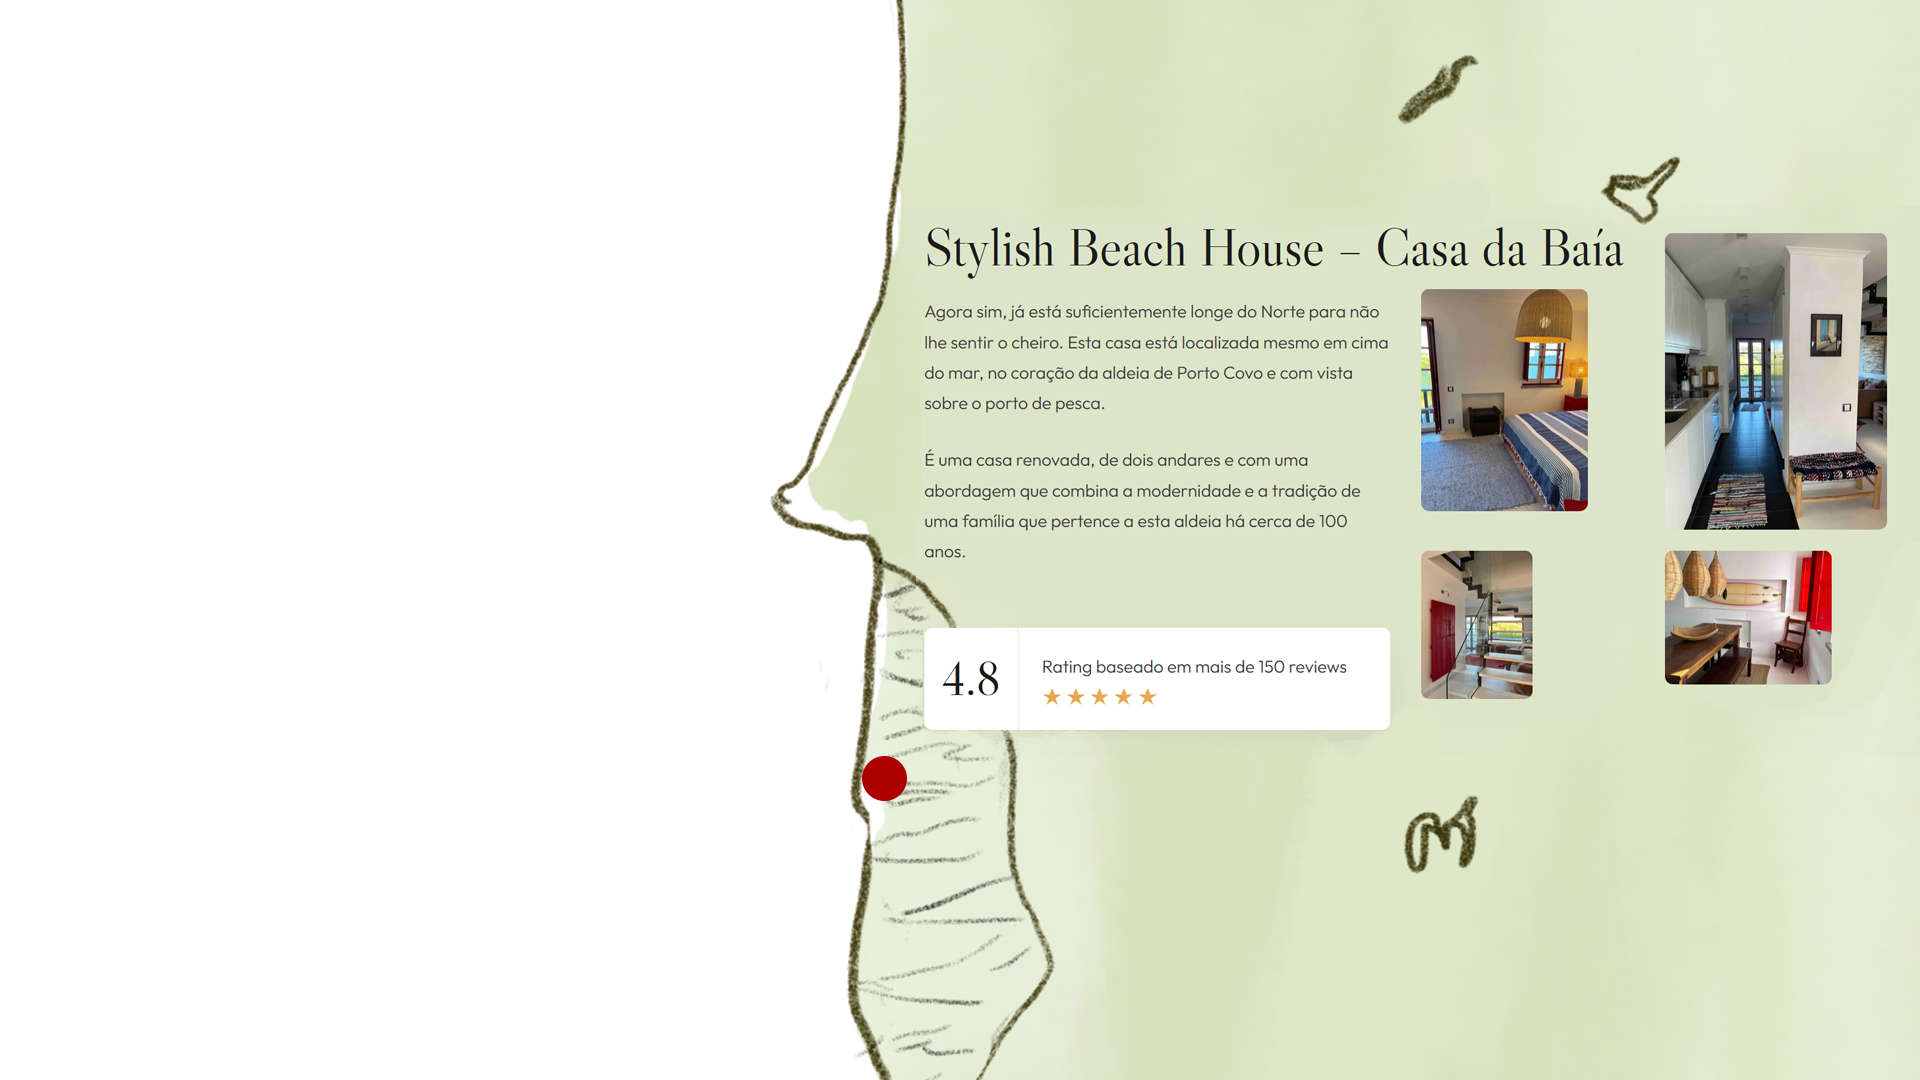 Stylish Beach House – Casa da Baía
Agora sim, já está suficientemente longe do Norte para não
lhe sentir o cheiro. Esta casa está localizada mesmo em cima
do mar, no coração da aldeia de Porto Covo e com vista
sobre o porto de pesca.
É uma casa renovada, de dois andares e com uma
abordagem que combina a modernidade e a tradição de
uma família que pertence a esta aldeia há cerca de 100
anos.
4.8
Rating baseado em mais de 150 reviews